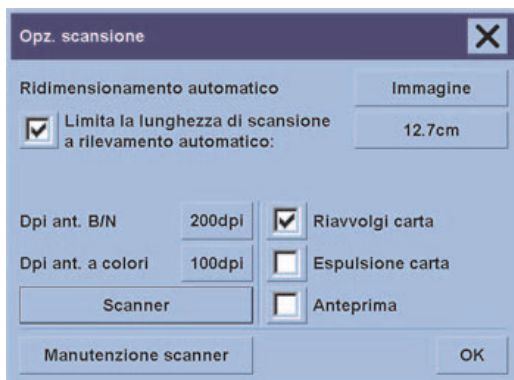 Opz. scansione
Ridimensionamento automatico
Immagine
Limita la lunghezza di scansione
a rilevamento automatico:
12.7cm
Dpi ant. B/N
200dpi
Riavvolgi carta
Dpi ant. a colori
100dpi
Espulsione carta
Scanner
Anteprima
Manutenzione scanner
OK